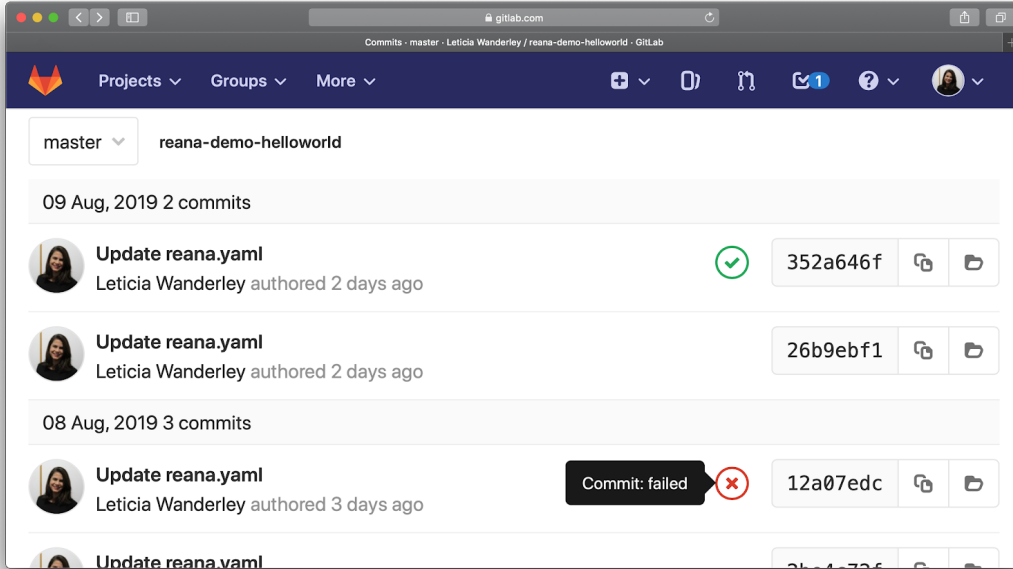 gitlab.com
Commits · master · Leticia Wanderley / reana-demo-helloworld · GitLab
Projects Groups More 1
master reana-demo-helloworld
09 Aug, 2019 2 commits
Update reana.yaml
352a646f
Leticia Wanderley authored 2 days ago
Update reana.yaml
26b9ebf1
Leticia Wanderley authored 2 days ago
08 Aug, 2019 3 commits
Update reana.yaml
Commit: failed 12a07edc
Leticia Wanderley authored 3 days ago
Update reana.yaml